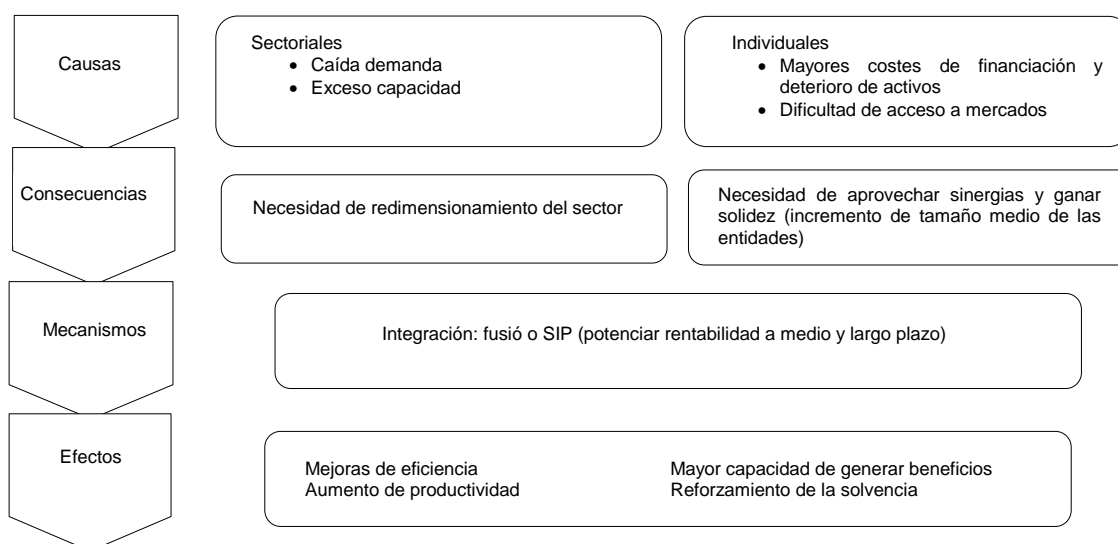 Causas
Sectoriales
• Caída demanda
• Exceso capacidad
Individuales
• Mayores costes de financiación y
deterioro de activos
• Dificultad de acceso a mercados
Consecuencias
Necesidad de redimensionamiento del sector
Necesidad de aprovechar sinergias y ganar
solidez (incremento de tamaño medio de las
entidades)
Mecanismos
Integración: fusió o SIP (potenciar rentabilidad a medio y largo plazo)
Efectos
Mejoras de eficiencia
Aumento de productividad
Mayor capacidad de generar beneficios
Reforzamiento de la solvencia